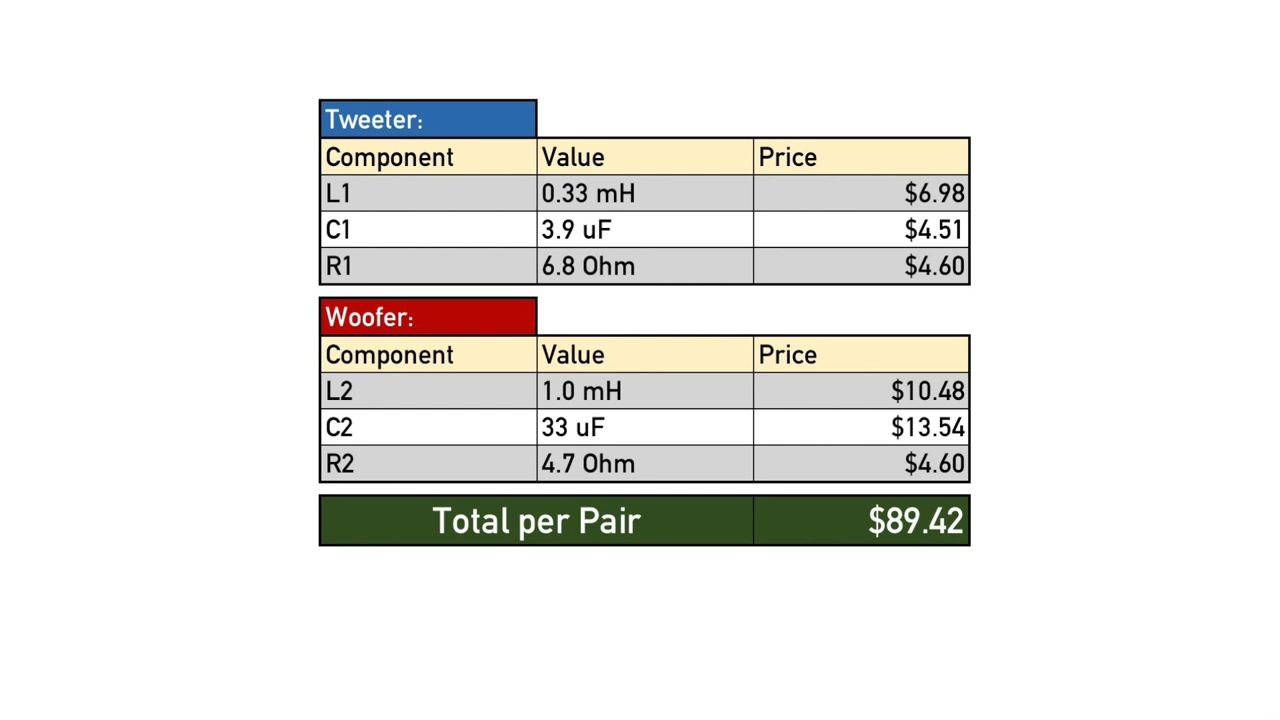 Tweeter:
Component Value Price
L1 0.33 mH $6.98
C1 3.9 uF $4.51
R1 6.8 Ohm $4.60
Woofer:
Component Value Price
L2 1.0 mH $10.48
C2 33 uF $13.54
R2 4.7 Ohm $4.60
Total per Pair $89.42